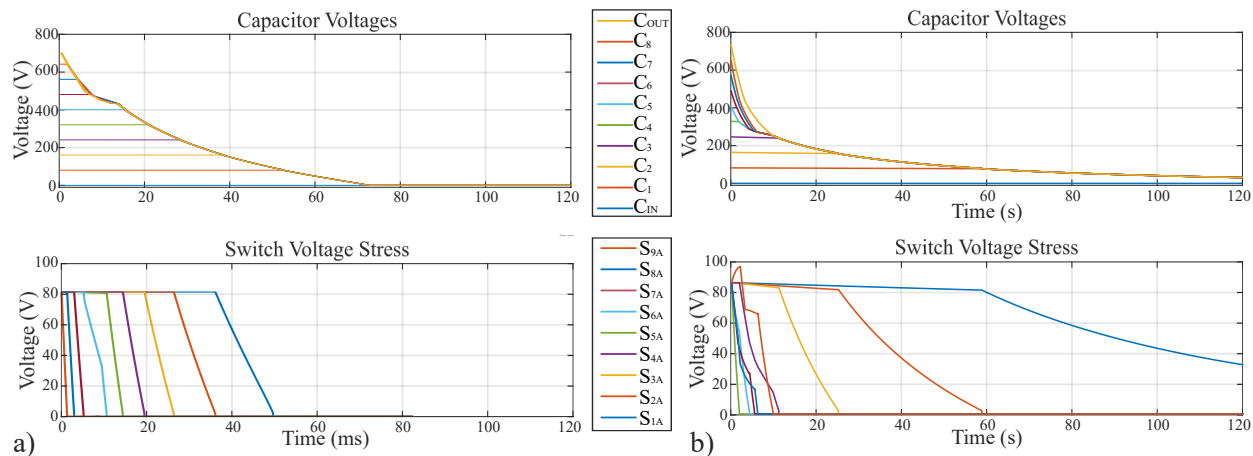 Capacitor Voltages
Voltage (V)
800
600
400
200
0
0 20 40 60 80 100 120
Switch Voltage Stress
Voltage (V)
100
80
60
40
20
0
0 20 40 60 80 100 120
Time (ms)
a)
COUT
C8
C7
C6
C5
C4
C3
C2
C1
CIN
S9A
S8A
S7A
S6A
S5A
S4A
S3A
S2A
S1A
Capacitor Voltages
Voltage (V)
800
600
400
200
0
0 20 40 60 80 100 120
Time (s)
Switch Voltage Stress
Voltage (V)
100
80
60
40
20
0
0 20 40 60 80 100 120
Time (s)
b)